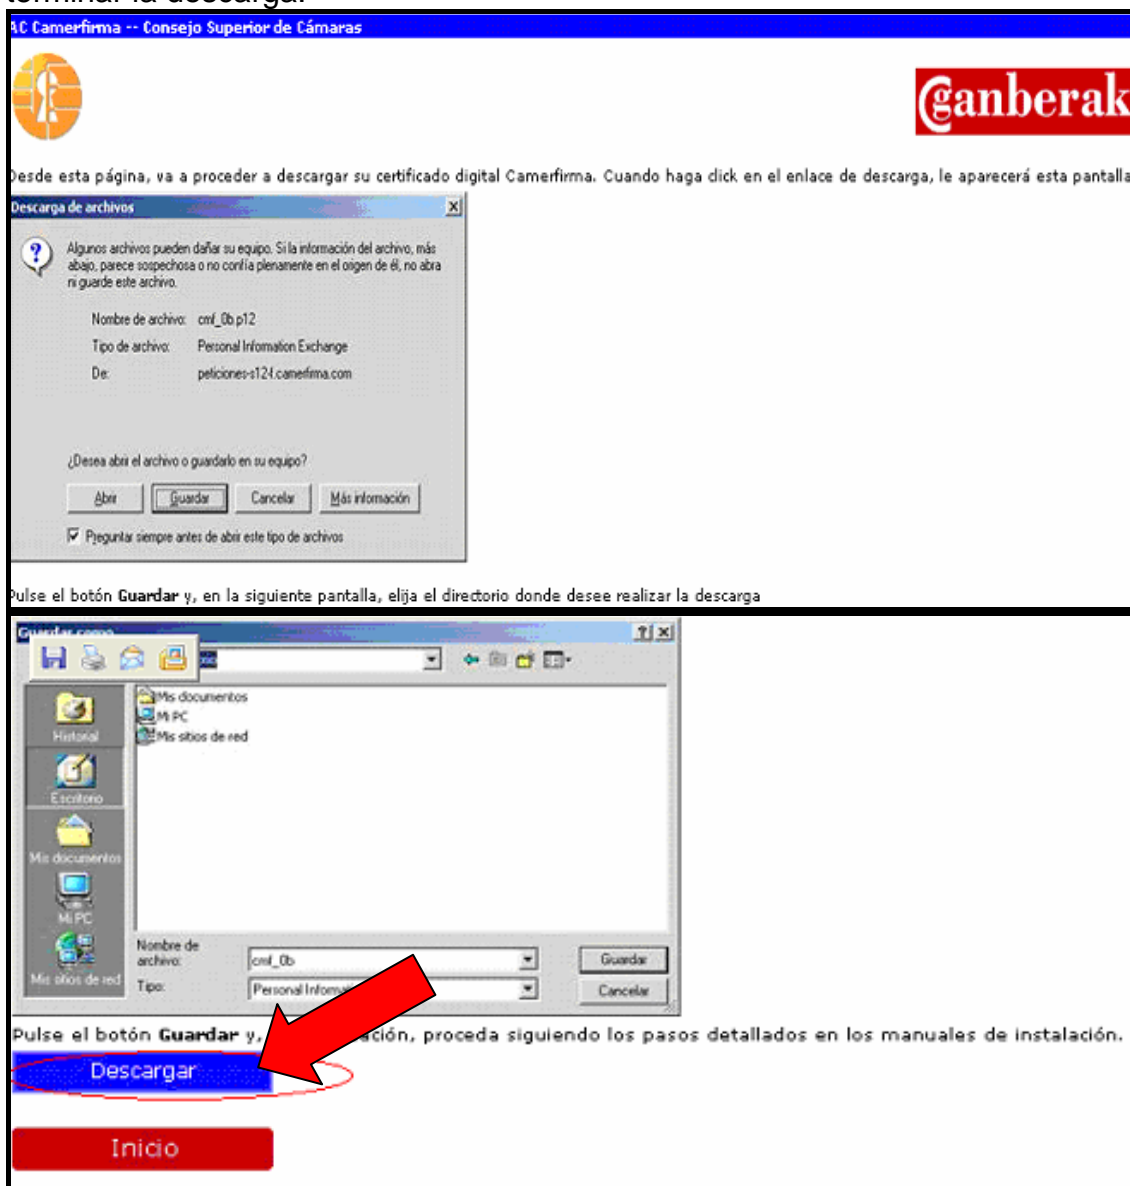 terminar la descarga.
AC Camerfirma -- Consejo Superior de Cámaras
ganberak
Desde esta página, va a proceder a descargar su certificado digital Camerfirma. Cuando haga click en el enlace de descarga, le aparecerá esta pantalla
Descarga de archivos
Algunos archivos pueden dañar su equipo. Si la información del archivo, más
abajo, parece sospechosa o no confía plenamente en el origen de él, no abra
ni guarde este archivo.
Nombre de archivo: cmf_0b.p12
Tipo de archivo: Personal Information Exchange
De: peticiones-s124.camerfirma.com
¿Desea abrir el archivo o guardarlo en su equipo?
Abrir Guardar Cancelar Más información
Preguntar siempre antes de abrir este tipo de archivos
Pulse el botón Guardar y, en la siguiente pantalla, elija el directorio donde desee realizar la descarga
Guardar como
Mis documentos
Mi PC
Mis sitios de red
Historial
Escritorio
Mis documentos
Mi PC
Mis sitios de red
Nombre de
archivo: cmf_0b Guardar
Tipo: Personal Informa Cancelar
Pulse el botón Guardar y, ación, proceda siguiendo los pasos detallados en los manuales de instalación.
Descargar
Inicio